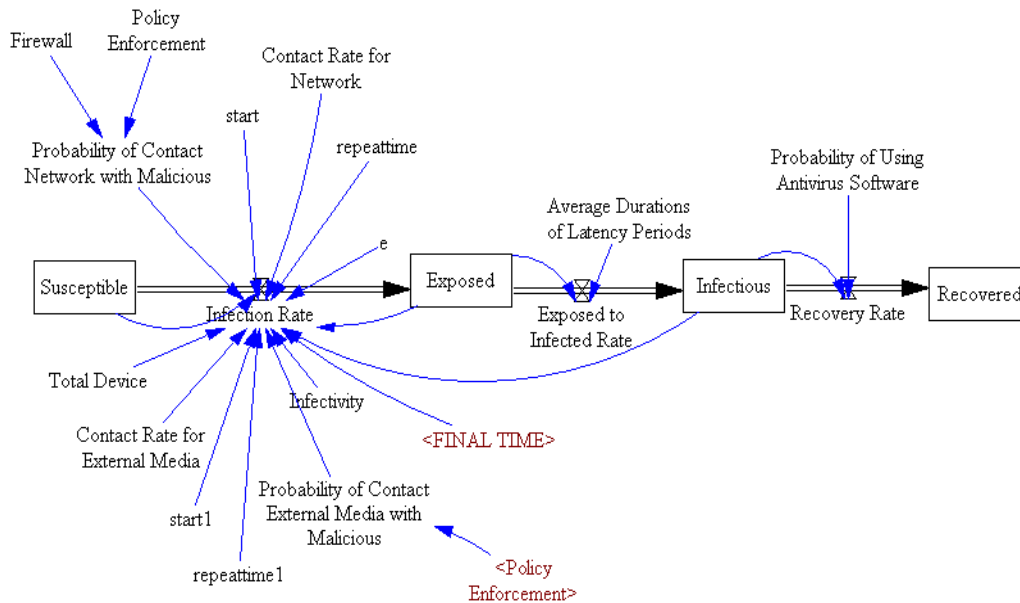 Policy
Enforcement
Firewall
Contact Rate for
Network
start
repeattime
Probability of Contact
Network with Malicious
Probability of Using
Antivirus Software
Average Durations
of Latency Periods
e
Susceptible
Exposed
Infectious
Recovered
Infection Rate
Exposed to
Infected Rate
Recovery Rate
Total Device
Infectivity
Contact Rate for
External Media
<FINAL TIME>
Probability of Contact
External Media with
Malicious
start1
repeattime1
<Policy
Enforcement>